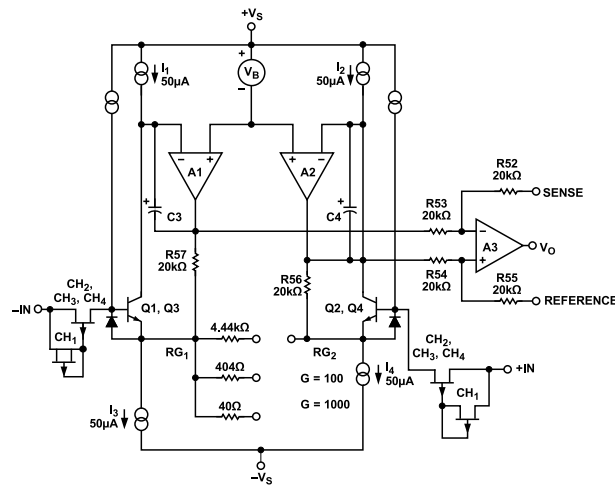 +VS
I1
50µA
+
VB
−
I2
50µA
−
+
A1
+
−
A2
+
C3
C4
+
R57
20kΩ
R56
20kΩ
R53
20kΩ
R54
20kΩ
R52
20kΩ
SENSE
−
+
A3
VO
R55
20kΩ
REFERENCE
−IN
CH2,
CH3, CH4
CH1
Q1, Q3
Q2, Q4
4.44kΩ
RG1
RG2
404Ω
40Ω
G = 100
G = 1000
I3
50µA
I4
50µA
CH2,
CH3, CH4
CH1
+IN
−VS